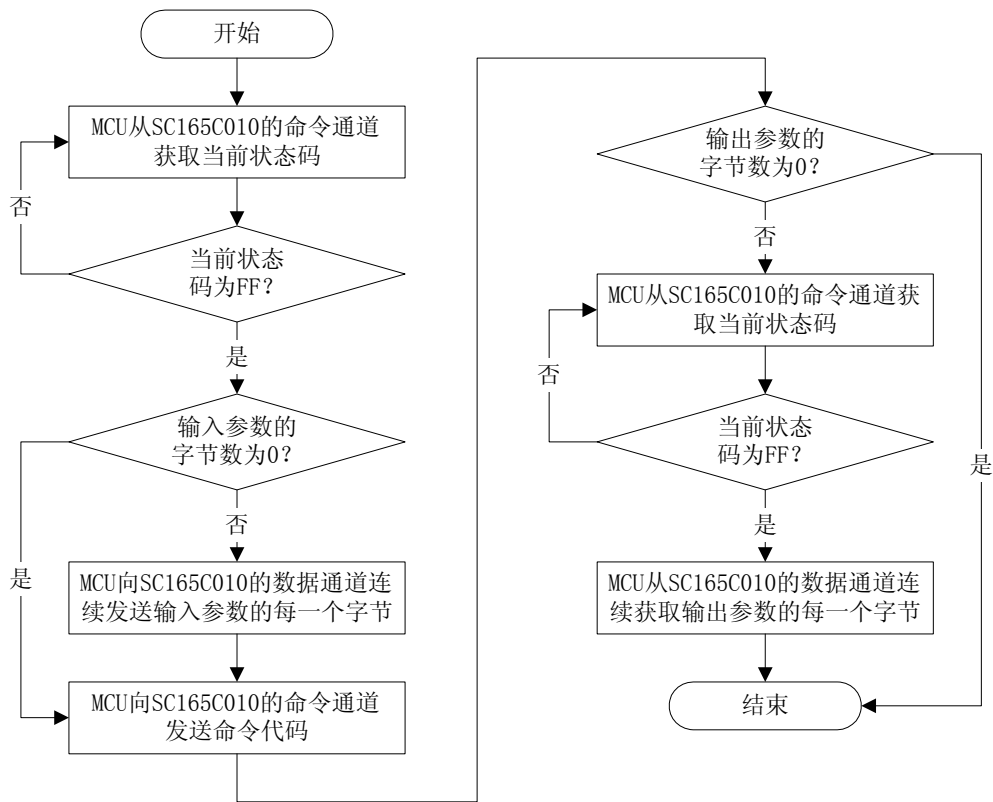 开始
MCU从SC165C010的命令通道
获取当前状态码
否
当前状态
码为FF?
是
输入参数的
字节数为0?
否
是
MCU向SC165C010的数据通道连
续发送输入参数的每一个字节
MCU向SC165C010的命令通道
发送命令代码
输出参数的
字节数为0?
否
MCU从SC165C010的命令通道获
取当前状态码
否
当前状态
码为FF?
是
是
MCU从SC165C010的数据通道连
续获取输出参数的每一个字节
结束